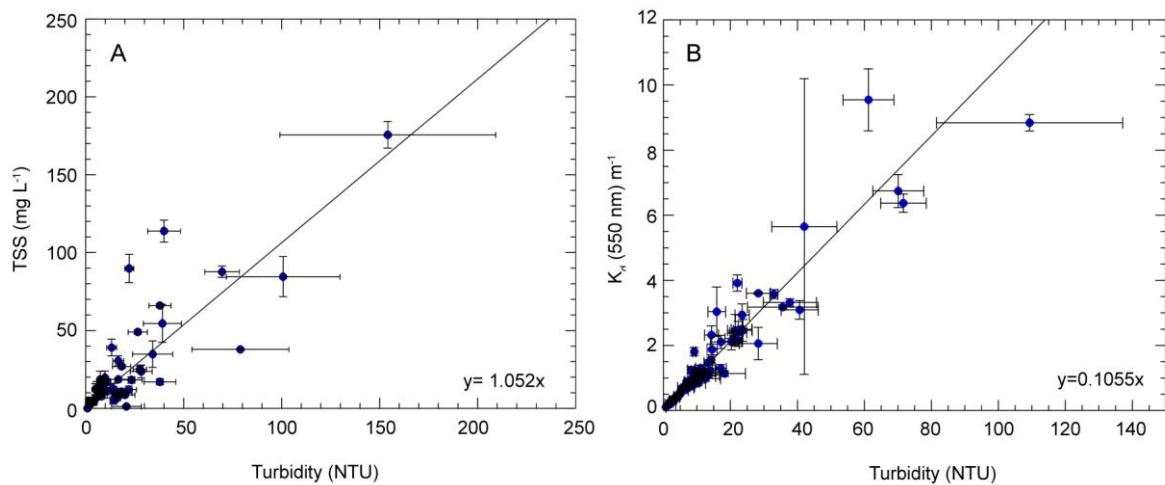 A
TSS (mg L⁻¹)
250
200
150
100
50
0
0 50 100 150 200 250
Turbidity (NTU)
y= 1.052x
B
K_d (550 nm) m⁻¹
12
10
8
6
4
2
0
0 20 40 60 80 100 120 140
Turbidity (NTU)
y=0.1055x